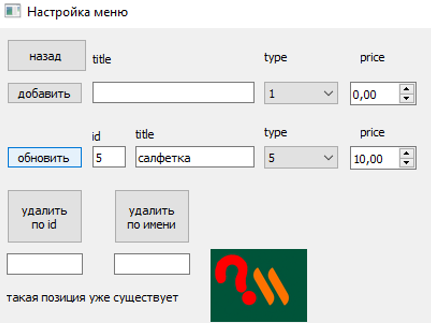 Настройка меню
назад
title
type
price
добавить
1
0,00
id
title
type
price
обновить
5
салфетка
5
10,00
удалить
по id
удалить
по имени
такая позиция уже существует
?